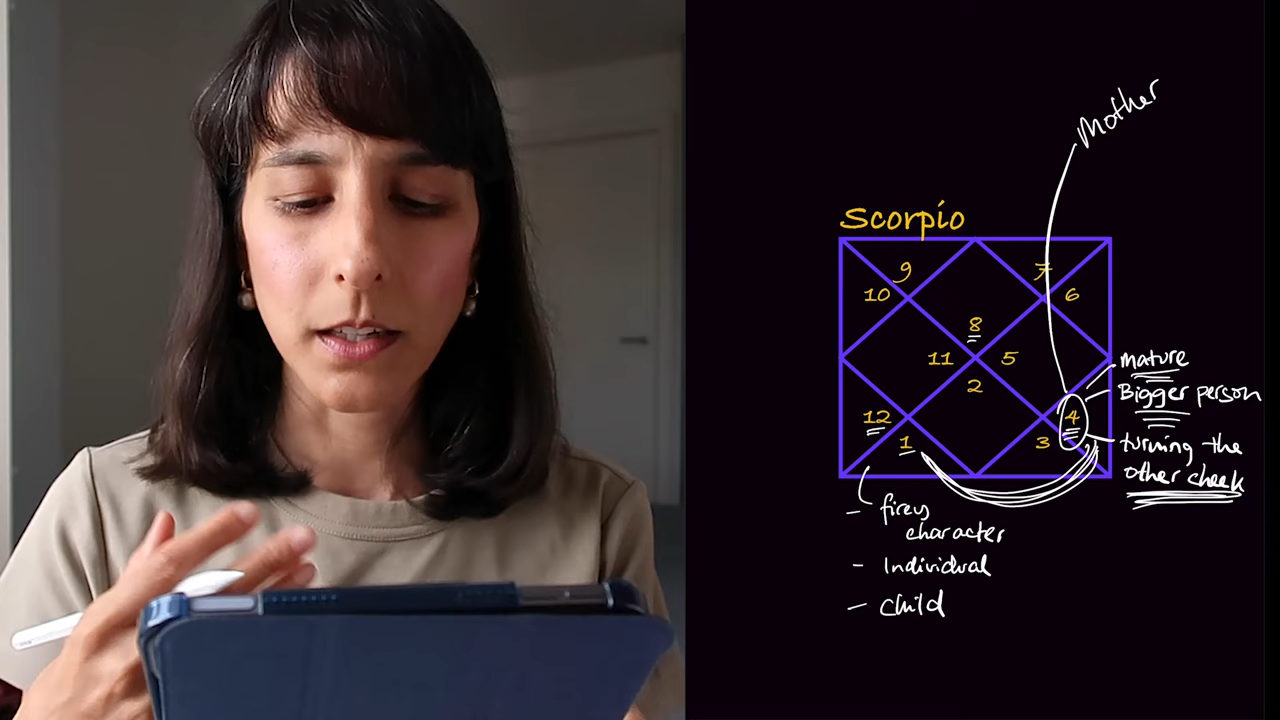 Mother
Scorpio
9
7
10
6
8
11
5
2
mature
Bigger person
12
4
1
3
turning the
other cheek
- firey
character
- Individual
- child